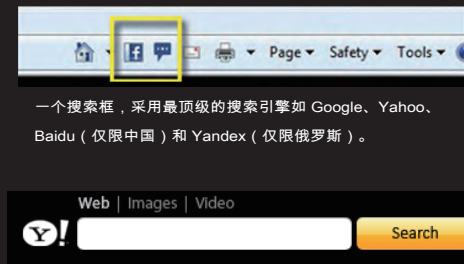 Page Safety Tools
一个搜索框，采用最顶级的搜索引擎如 Google、Yahoo、
Baidu（仅限中国）和 Yandex（仅限俄罗斯）。
Web | Images | Video
Y! Search